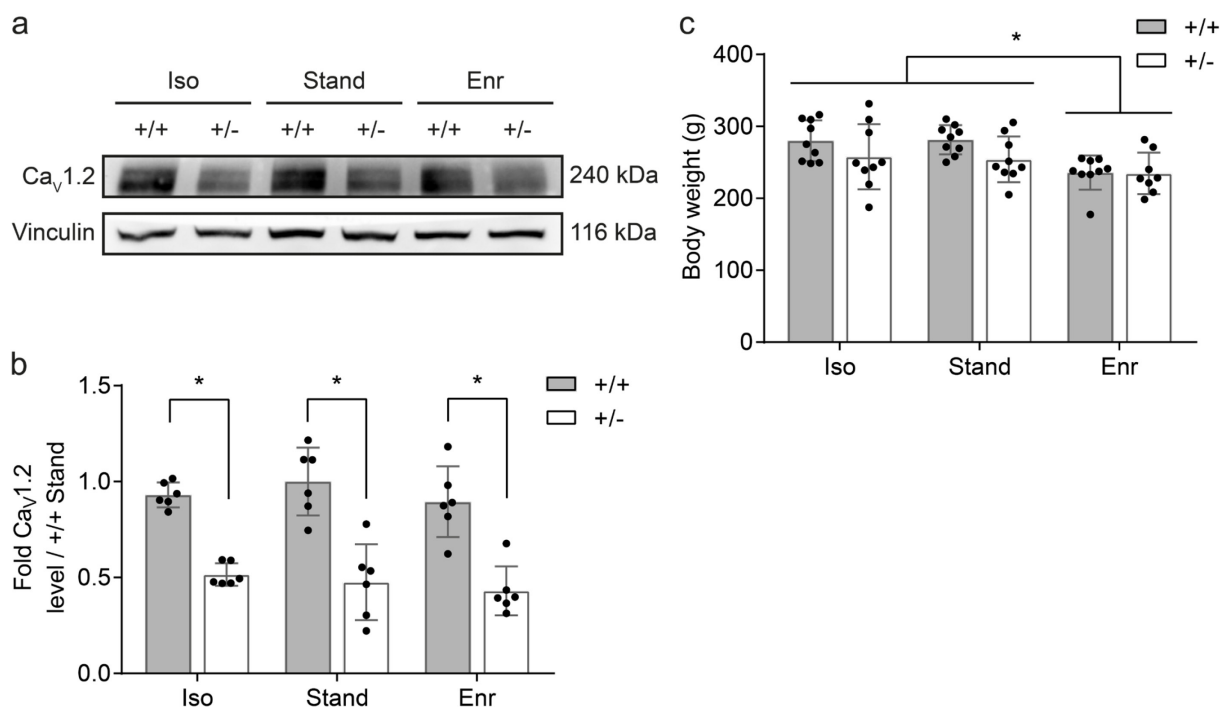 a
Iso Stand Enr
+/+ +/- +/+ +/- +/+ +/-
Cav1.2 240 kDa
Vinculin 116 kDa
b
+/+
+/-
* * *
Fold Cav1.2
level / +/+ Stand
1.5
1.0
0.5
0.0
Iso Stand Enr
c
+/+
+/-
*
Body weight (g)
400
300
200
100
0
Iso Stand Enr